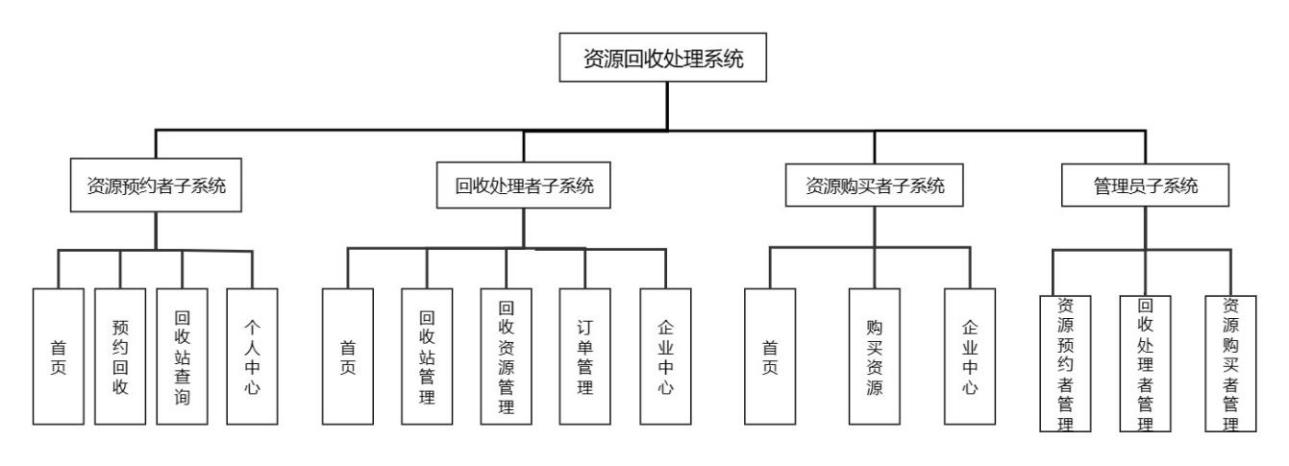 资源回收处理系统
资源预约者子系统
回收处理者子系统
资源购买者子系统
管理员子系统
首页
预约回收
回收站查询
个人中心
首页
回收站管理
回收资源管理
订单管理
企业中心
首页
购买资源
企业中心
资源预约者管理
回收处理者管理
资源购买者管理